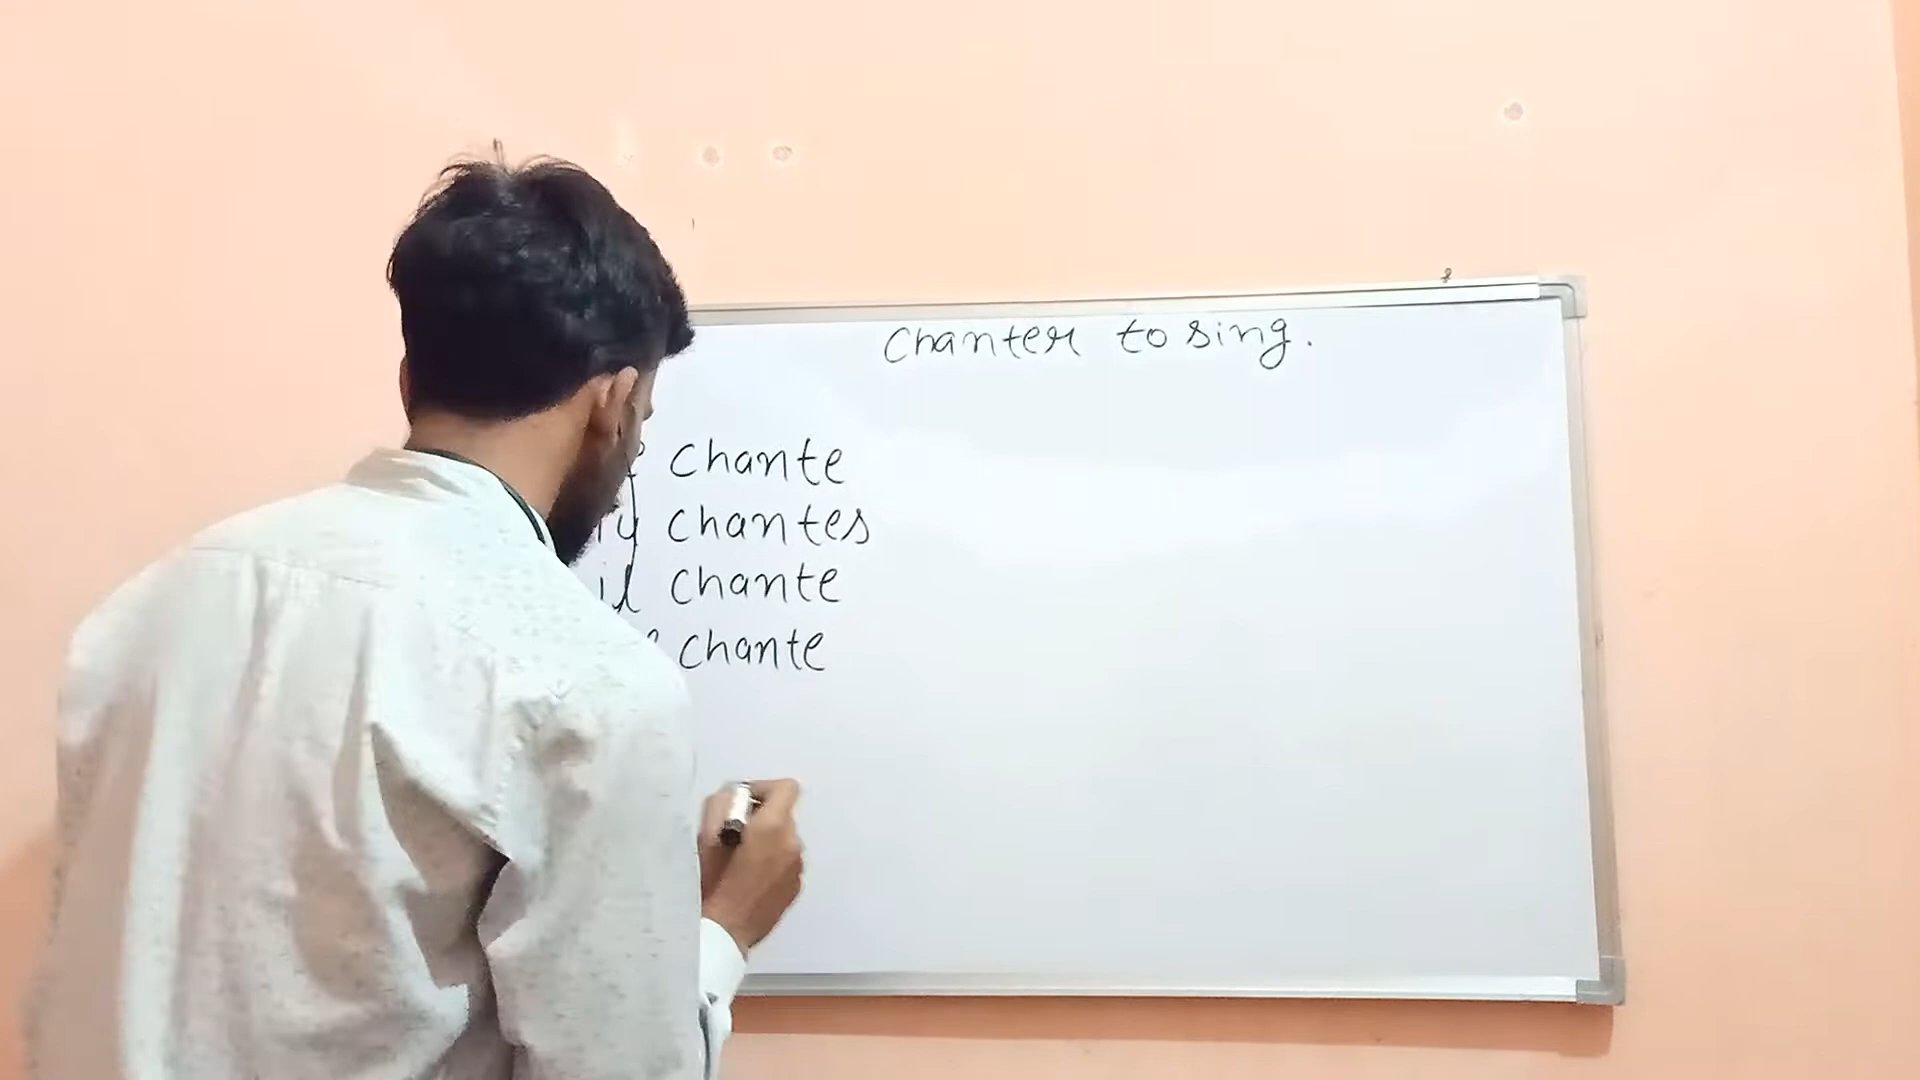 Chanter to sing.
chante
chantes
il chante
chante